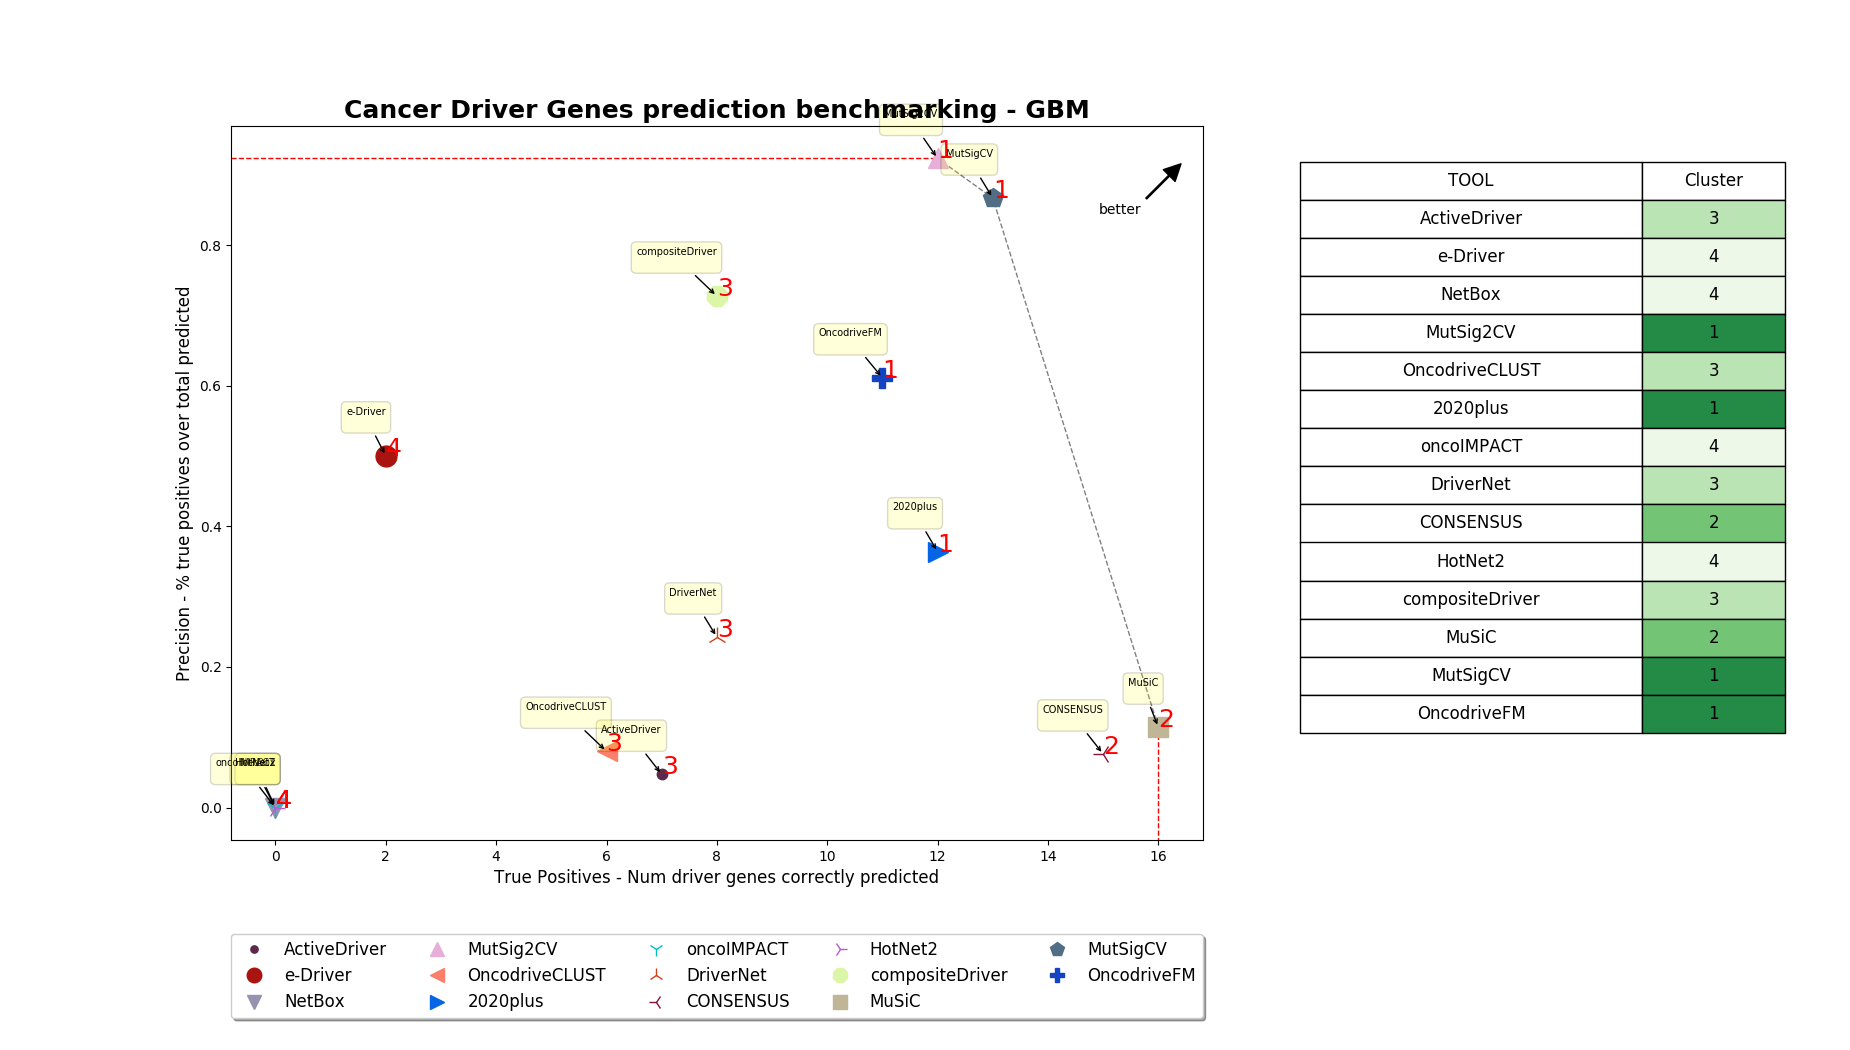 Cancer Driver Genes prediction benchmarking - GBM
MutSigCV
1
1
better
compositeDriver
3
OncodriveFM
1
e-Driver
4
2020plus
1
DriverNet
3
MuSiC
2
CONSENSUS
2
OncodriveCLUST
3
ActiveDriver
3
4
0.8
0.6
0.4
0.2
0.0
Precision - % true positives over total predicted
0 2 4 6 8 10 12 14 16
True Positives - Num driver genes correctly predicted
TOOL Cluster
ActiveDriver 3
e-Driver 4
NetBox 4
MutSig2CV 1
OncodriveCLUST 3
2020plus 1
oncoIMPACT 4
DriverNet 3
CONSENSUS 2
HotNet2 4
compositeDriver 3
MuSiC 2
MutSigCV 1
OncodriveFM 1
ActiveDriver MutSig2CV oncoIMPACT HotNet2 MutSigCV
e-Driver OncodriveCLUST DriverNet compositeDriver OncodriveFM
NetBox 2020plus CONSENSUS MuSiC